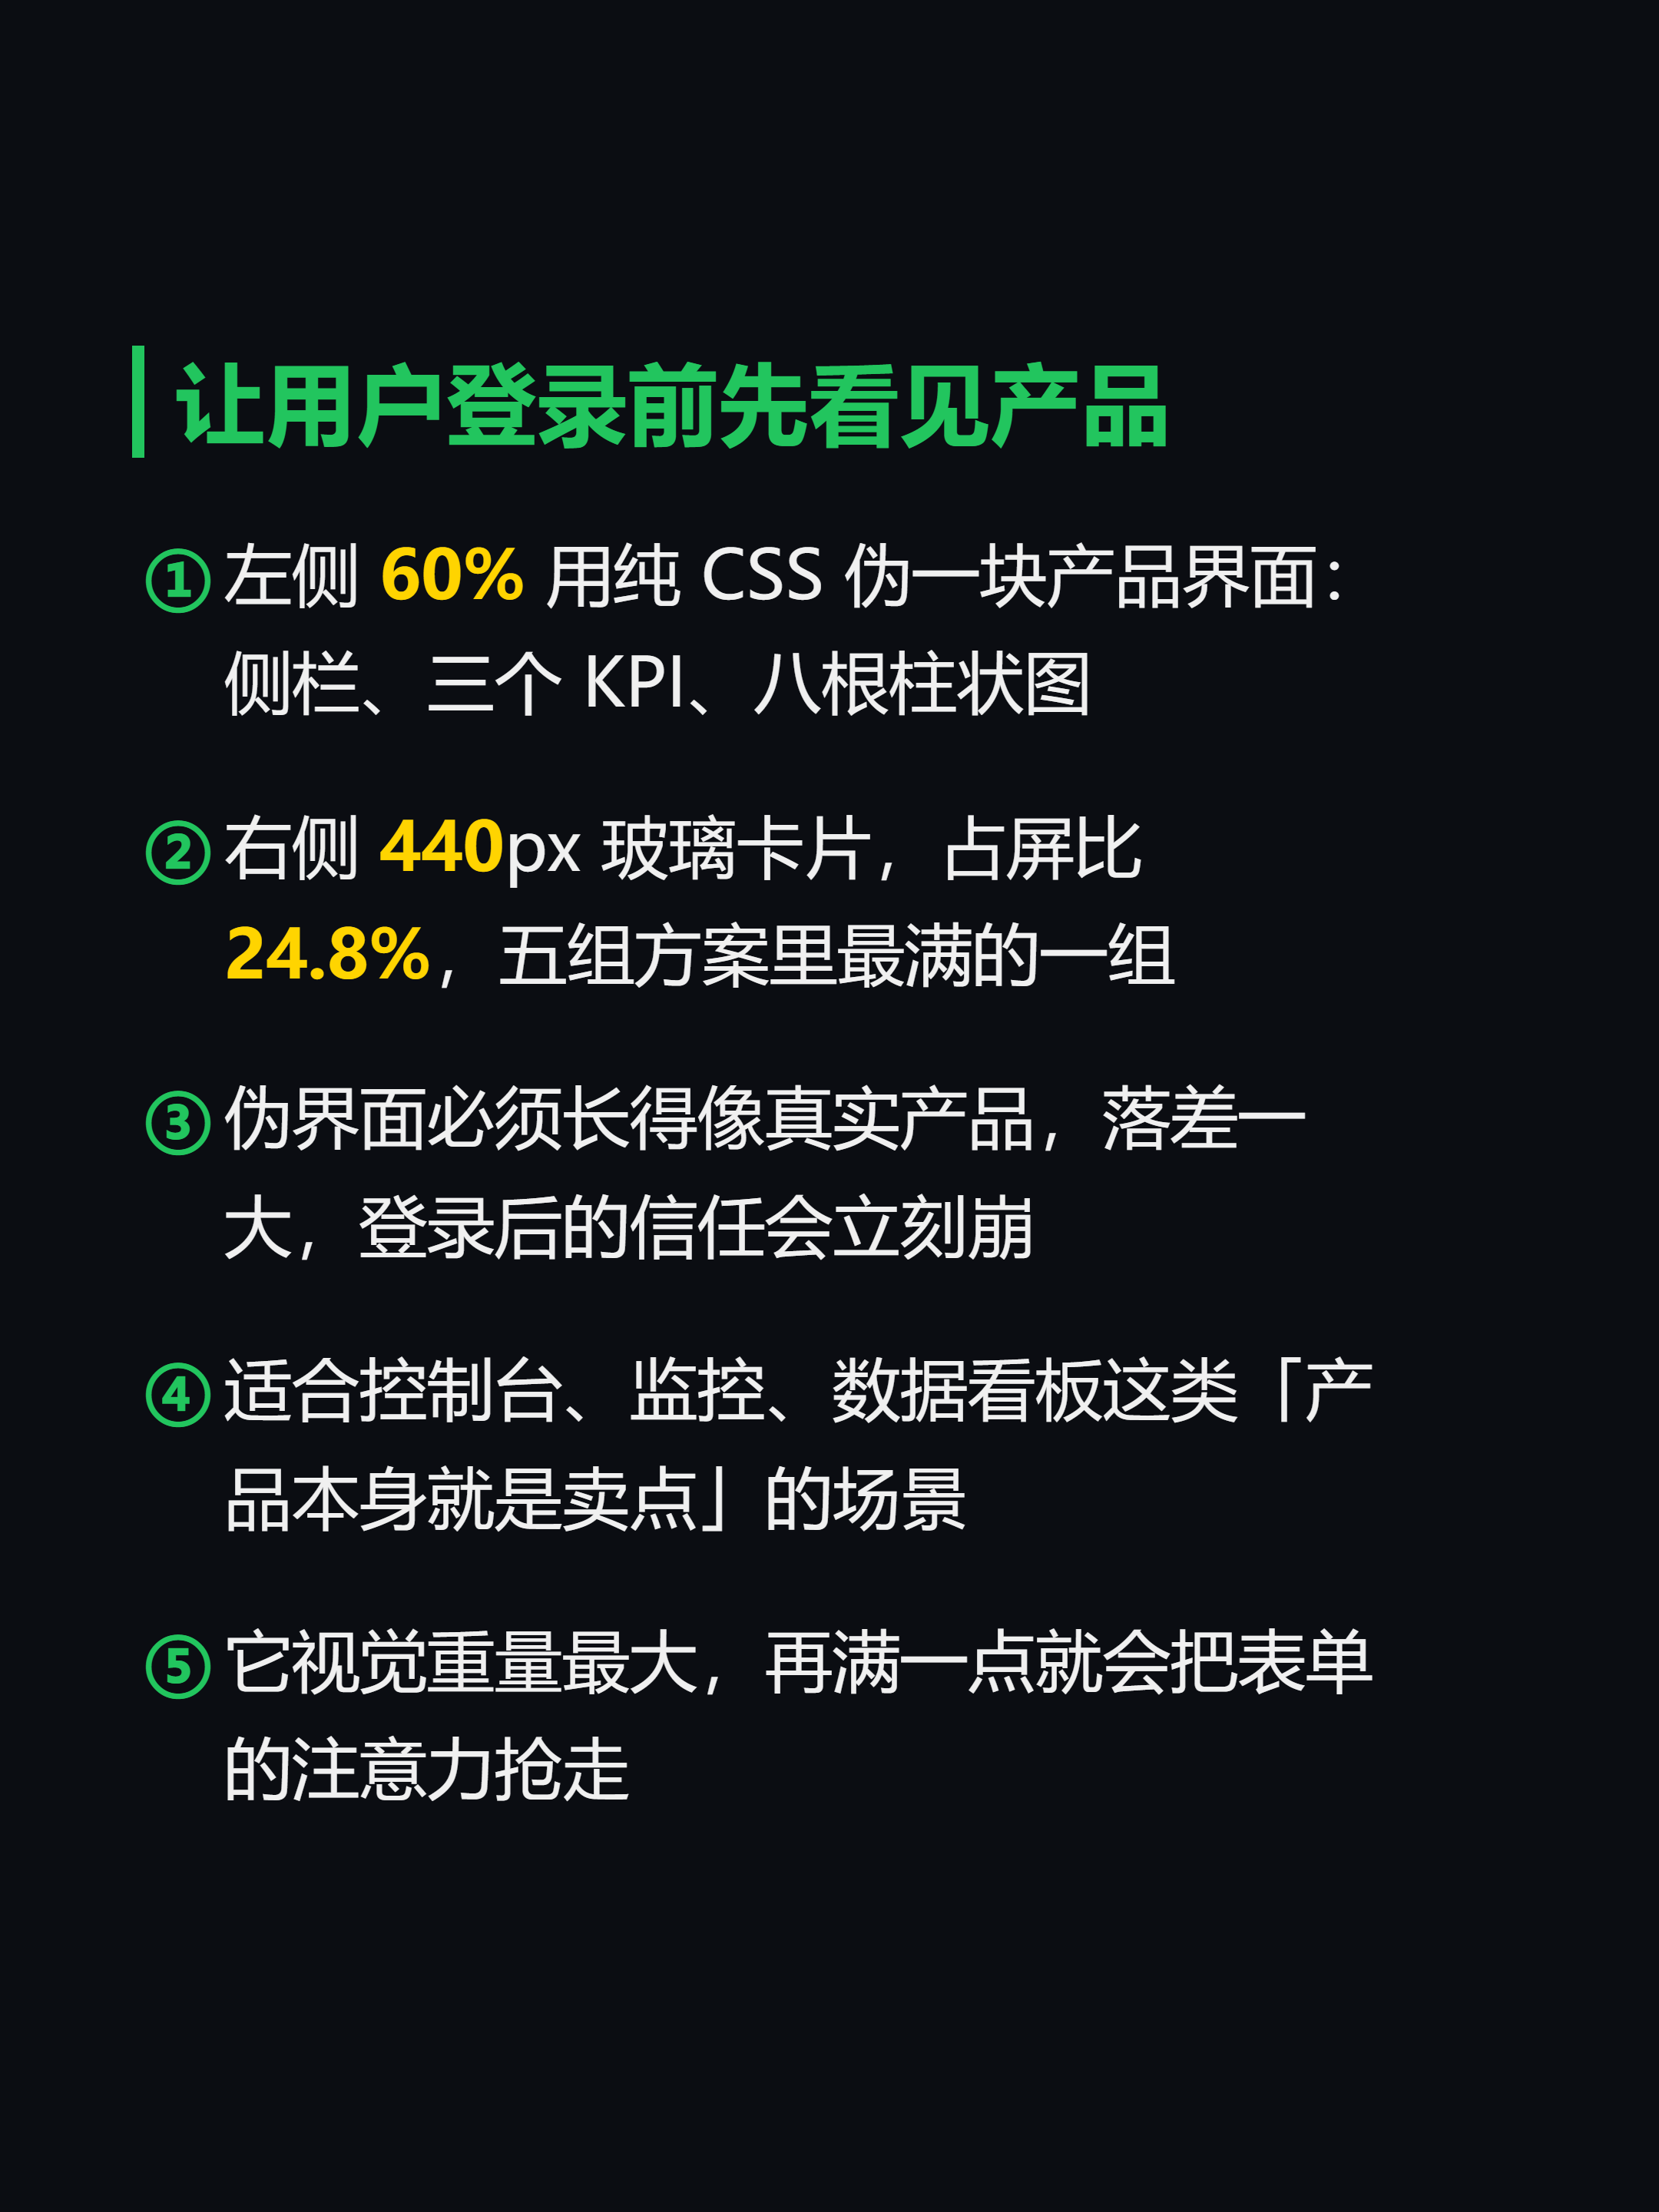 让用户登录前先看见产品
① 左侧 60% 用纯 CSS 伪一块产品界面：
侧栏、三个 KPI、八根柱状图
② 右侧 440px 玻璃卡片，占屏比
24.8%，五组方案里最满的一组
③ 伪界面必须长得像真实产品，落差一
大，登录后的信任会立刻崩
④ 适合控制台、监控、数据看板这类「产
品本身就是卖点」的场景
⑤ 它视觉重量最大，再满一点就会把表单
的注意力抢走